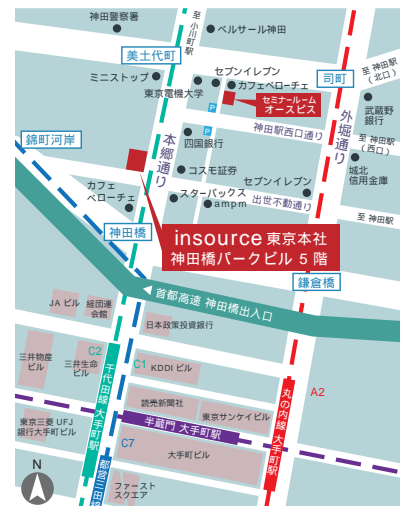 神田警察署
至
小川町駅
ベルサール神田
美土代町
ミニストップ
セブンイレブン
司町
至 神田駅
(北口)
東京電機大学
カフェベローチェ
セミナールーム
オースピス
武蔵野
銀行
P
P
神田駅西口通り
外堀通り
至 神田駅
(西口)
錦町河岸
本郷通り
四国銀行
コスモ証券
城北
信用金庫
カフェ
ベローチェ
スターバックス
セブンイレブン
ampm
出世不動通り
至 神田駅
神田橋
insource 東京本社
神田橋パークビル 5 階
鎌倉橋
首都高速 神田橋出入口
JA ビル
経団連
会館
日本政策投資銀行
三井物産
ビル
三井生命
ビル
C2
C1
KDDI ビル
千代田線 大手町駅
丸の内線 大手町駅
A2
読売新聞社
東京サンケイビル
東京三菱 UFJ
銀行大手町ビル
半蔵門 大手町駅
C7
大手町ビル
都営三田線
N
ファースト
スクエア